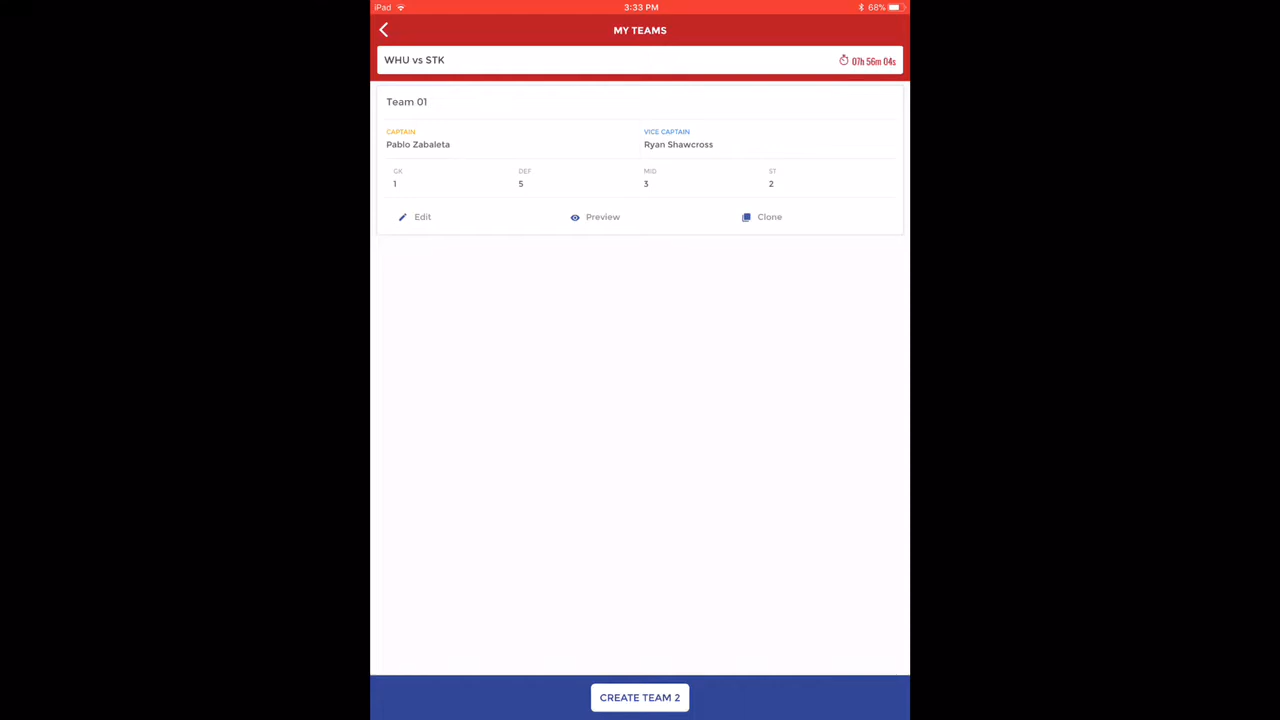 iPad 3:33 PM 68%
MY TEAMS
WHU vs STK 07h 56m 04s
Team 01
CAPTAIN VICE CAPTAIN
Pablo Zabaleta Ryan Shawcross
GK DEF MID ST
1 5 3 2
Edit Preview Clone
CREATE TEAM 2